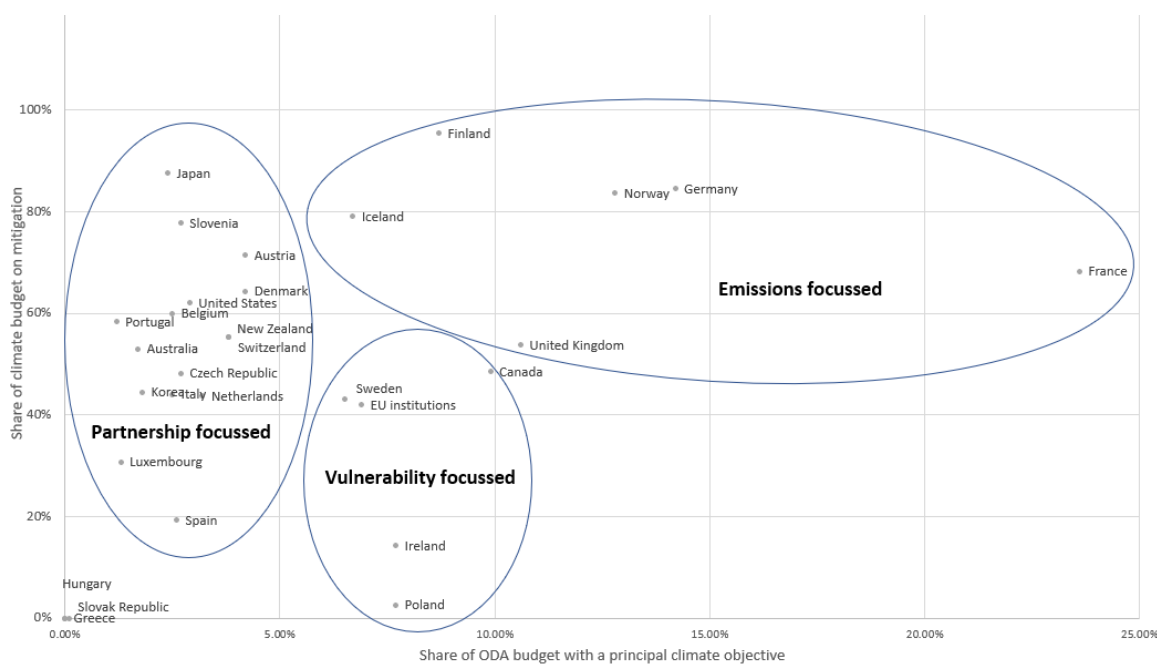 100%
Finland
Japan
Norway
Germany
80%
Iceland
Slovenia
Austria
France
Denmark
Emissions focussed
United States
60%
Belgium
Portugal
New Zealand
United Kingdom
Australia
Switzerland
Czech Republic
Canada
Sweden
Korea
Italy
Netherlands
EU institutions
40%
Partnership focussed
Luxembourg
Vulnerability focussed
20%
Spain
Ireland
Hungary
Slovak Republic
Poland
0%
Greece
0.00%
5.00%
10.00%
15.00%
20.00%
25.00%
Share of ODA budget with a principal climate objective
Share of climate budget on mitigation